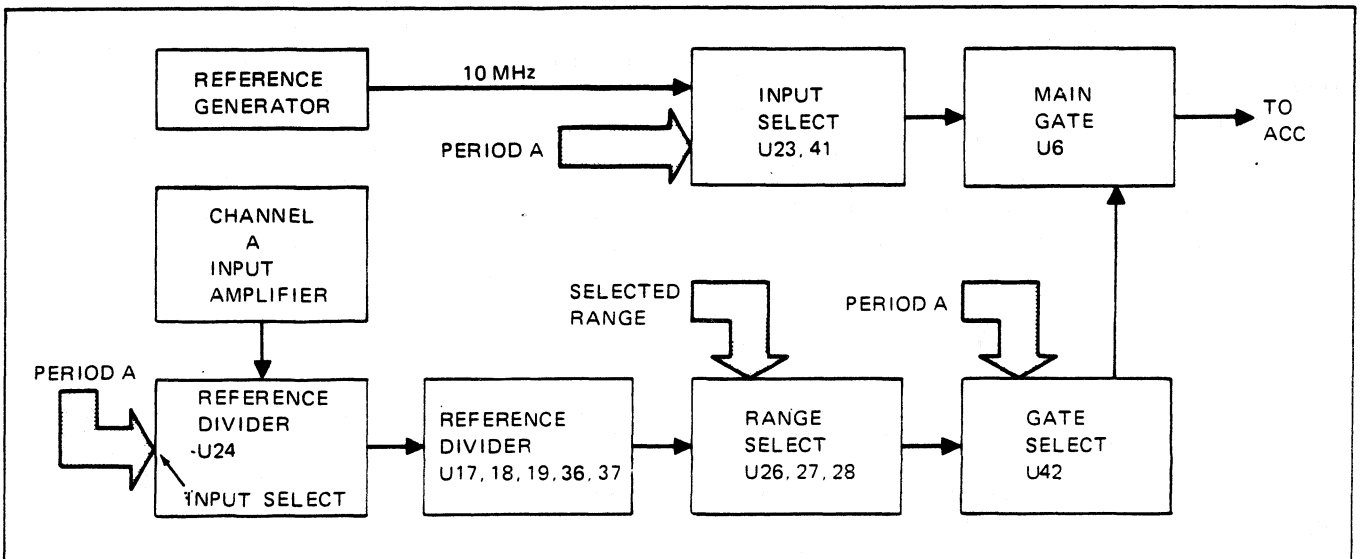 REFERENCE
GENERATOR
10 MHz
PERIOD A
INPUT
SELECT
U23, 41
MAIN
GATE
U6
TO
ACC
CHANNEL
A
INPUT
AMPLIFIER
SELECTED
RANGE
PERIOD A
PERIOD A
REFERENCE
DIVIDER
U24
INPUT SELECT
REFERENCE
DIVIDER
U17, 18, 19, 36, 37
RANGE
SELECT
U26, 27, 28
GATE
SELECT
U42